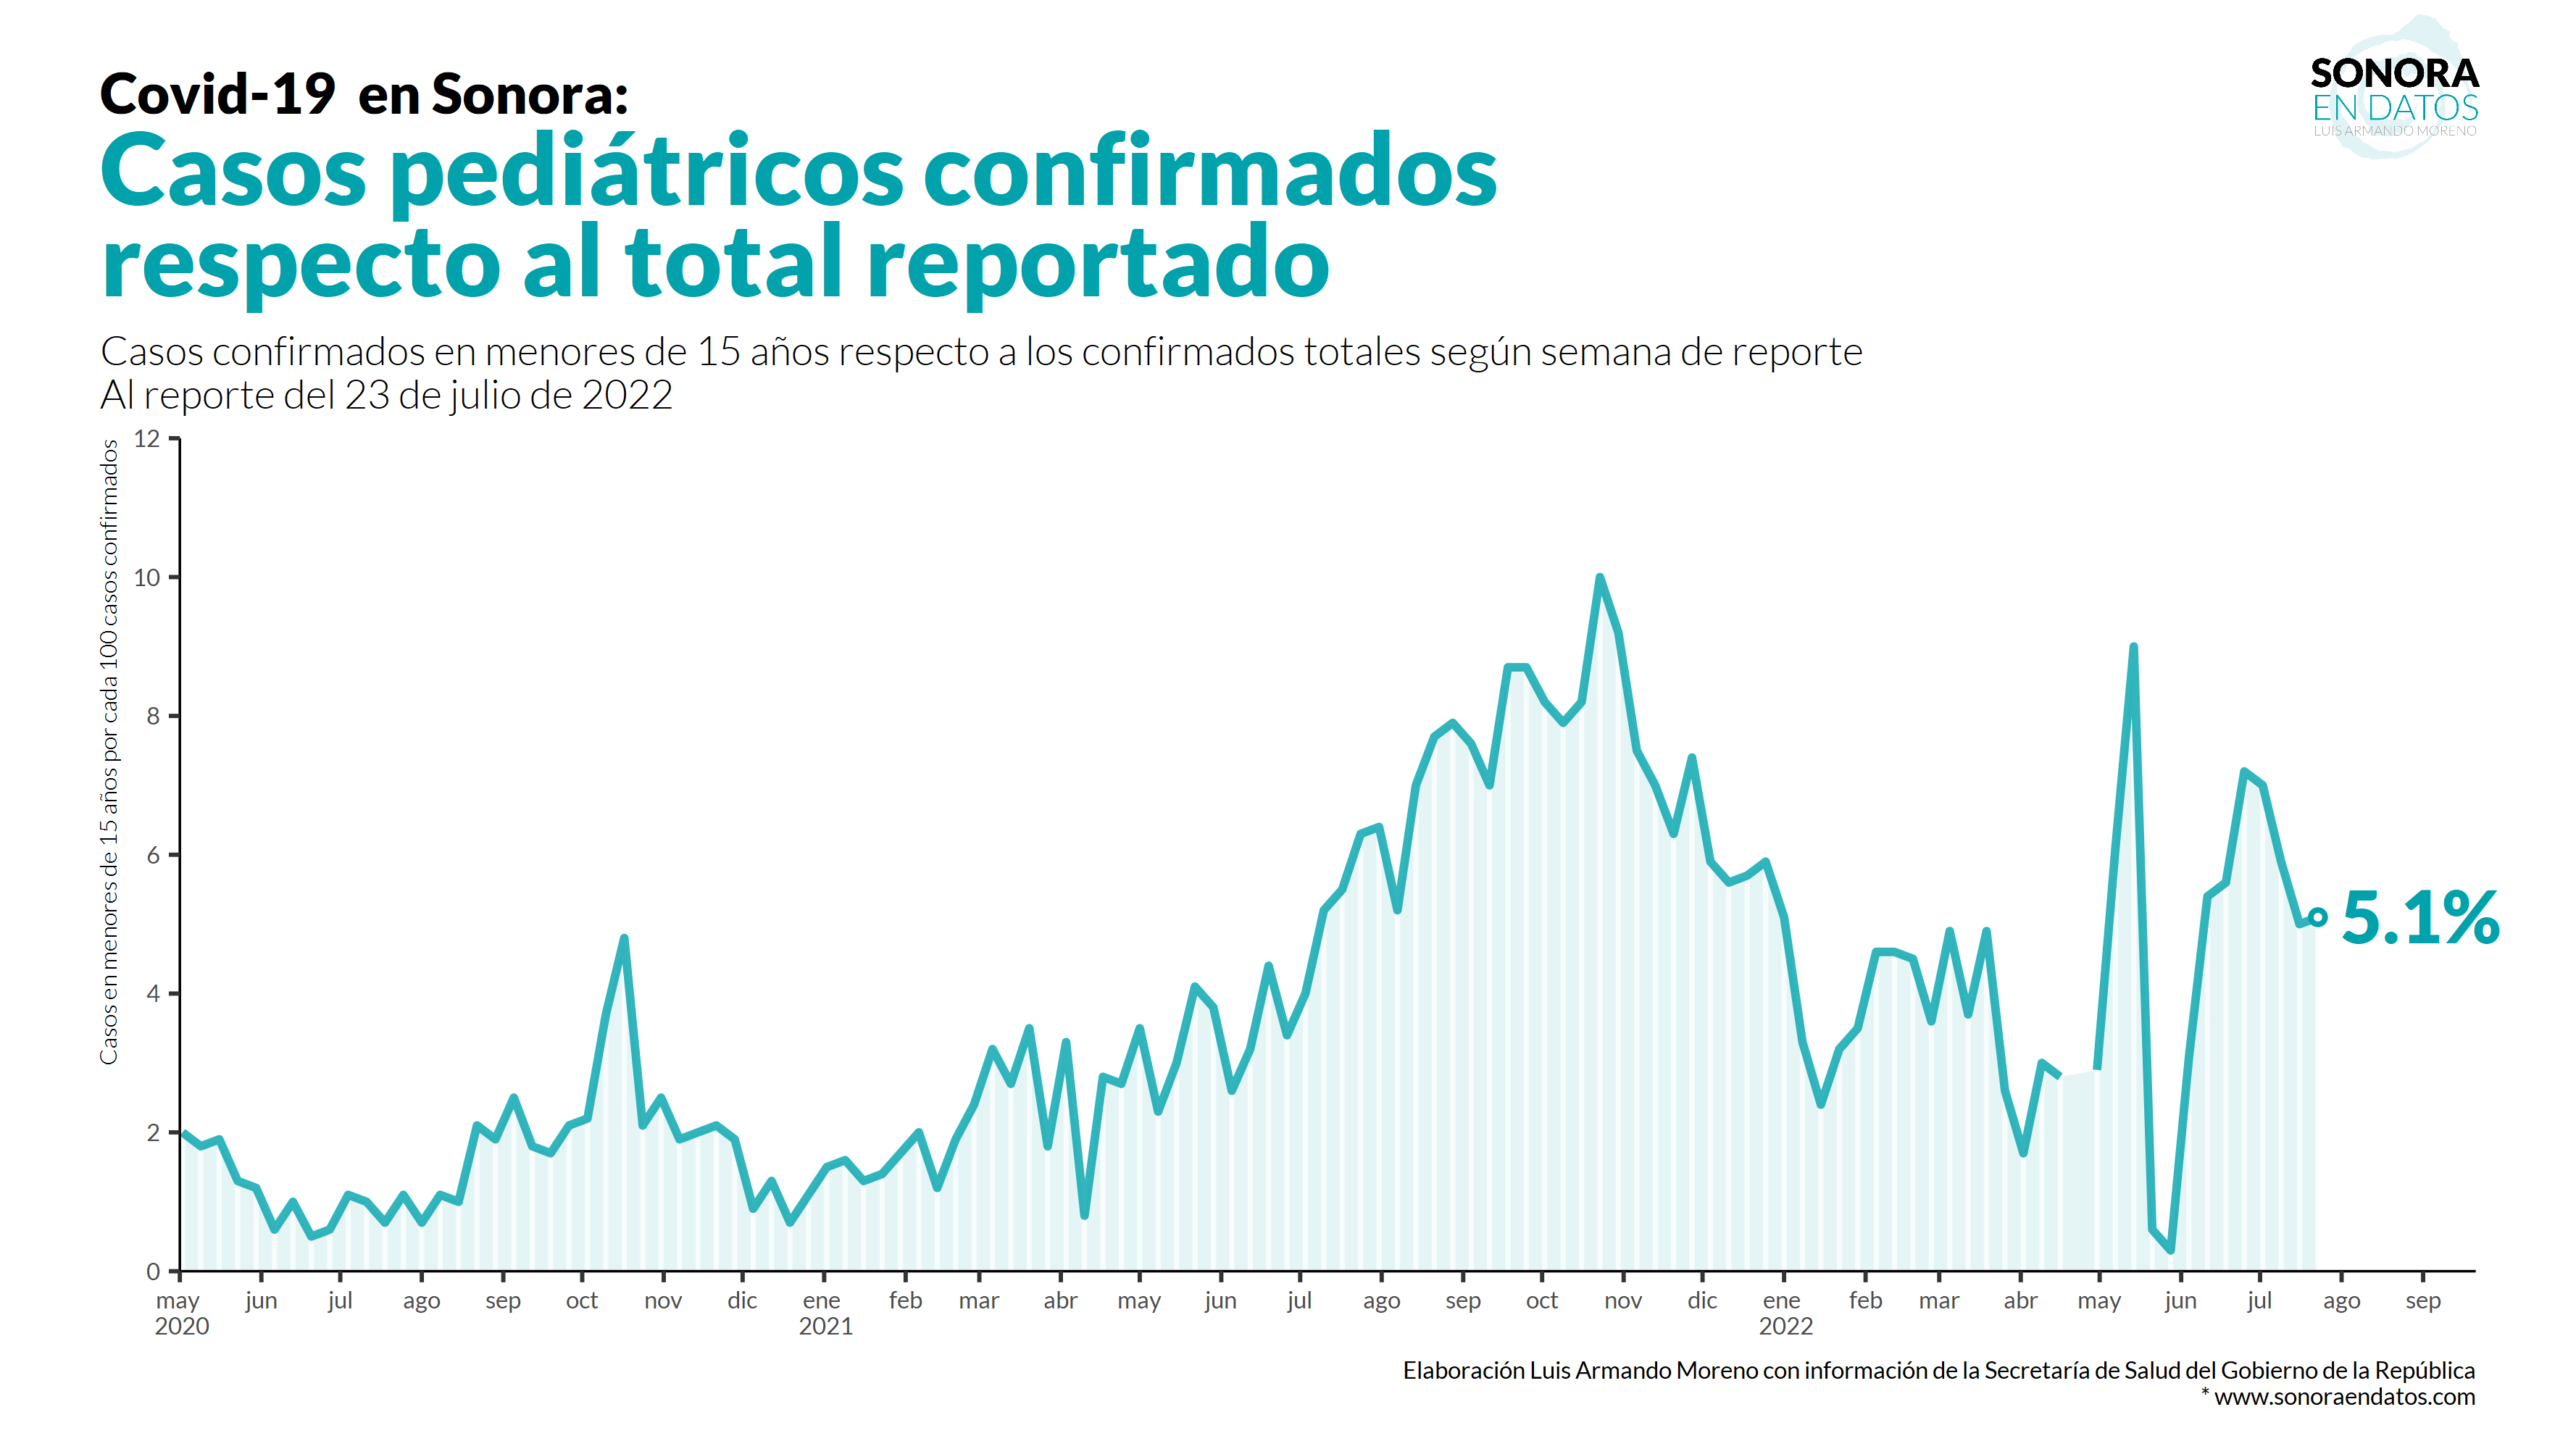 Covid-19 en Sonora:
Casos pediátricos confirmados
respecto al total reportado
Casos confirmados en menores de 15 años respecto a los confirmados totales según semana de reporte
Al reporte del 23 de julio de 2022
SONORA
EN DATOS
LUIS ARMANDO MORENO
Casos en menores de 15 años por cada 100 casos confirmados
12
10
8
6
4
2
0
5.1%
may jun jul ago sep oct nov dic ene feb mar abr may jun jul ago sep oct nov dic ene feb mar abr may jun jul ago sep
2020 2021 2022
Elaboración Luis Armando Moreno con información de la Secretaría de Salud del Gobierno de la República
* www.sonoraendatos.com